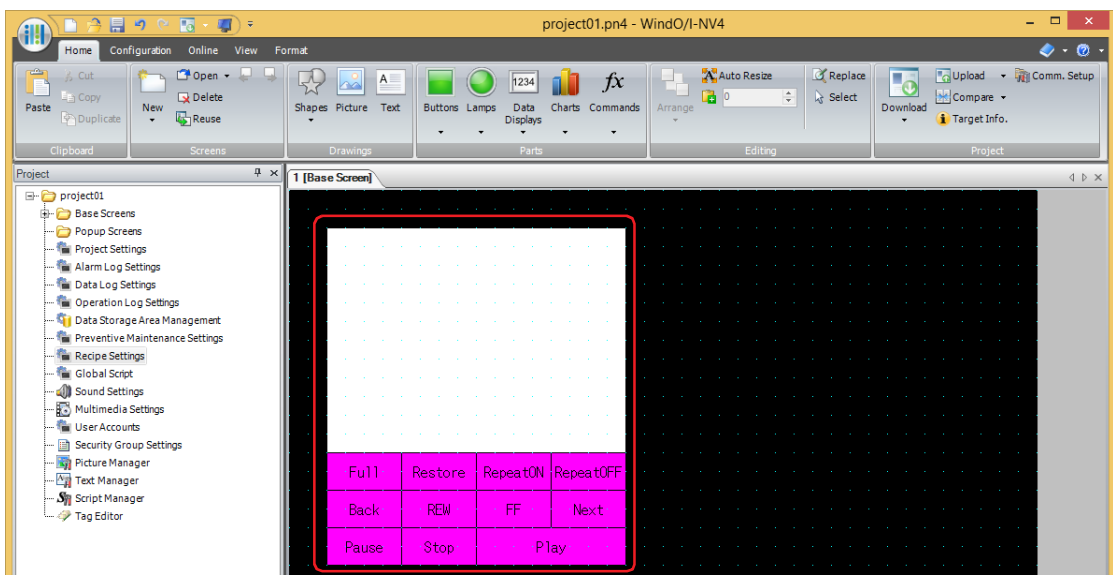 project01.pn4 - WindO/I-NV4
Home Configuration Online View Format
Cut
Copy
Duplicate
Paste
New
Open
Delete
Reuse
Shapes Picture Text
Buttons Lamps Data Displays Charts Commands
1234
fx
Arrange
Auto Resize
0
Replace
Select
Download
Upload
Compare
Target Info.
Comm. Setup
Clipboard Screens Drawings Parts Editing Project
Project
1 [Base Screen]
project01
Base Screens
Popup Screens
Project Settings
Alarm Log Settings
Data Log Settings
Operation Log Settings
Data Storage Area Management
Preventive Maintenance Settings
Recipe Settings
Global Script
Sound Settings
Multimedia Settings
User Accounts
Security Group Settings
Picture Manager
Text Manager
Script Manager
Tag Editor
Full Restore RepeatON RepeatOFF
Back REW FF Next
Pause Stop Play